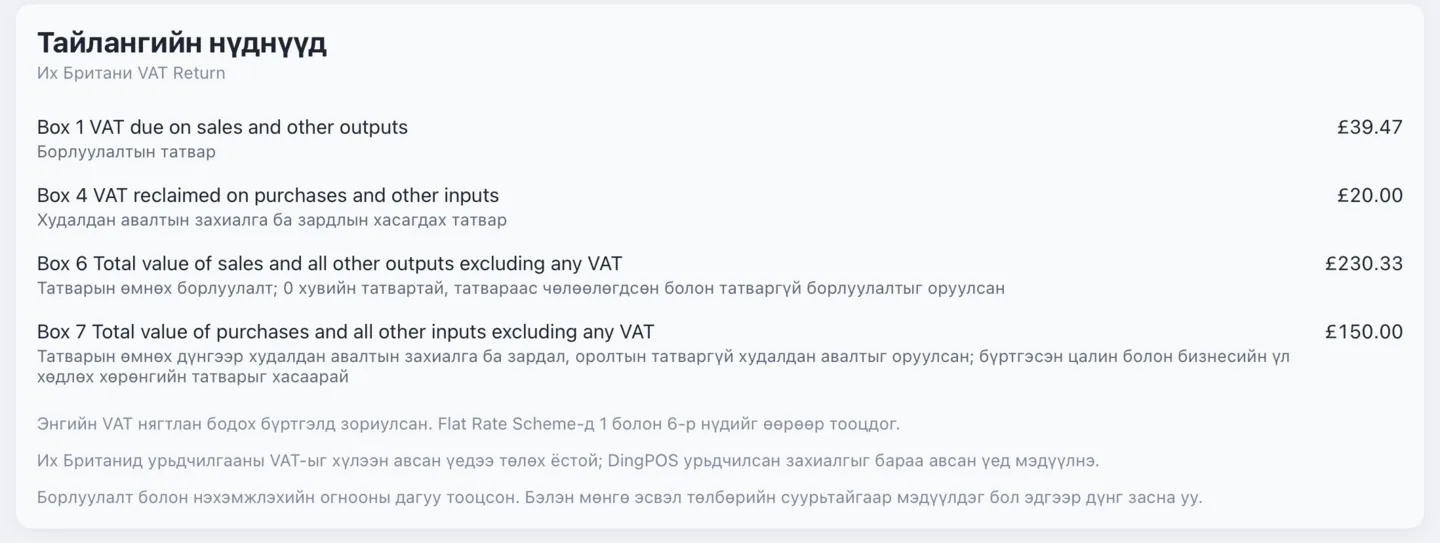 Тайлангийн нүднүүд
Их Британи VAT Return
Box 1 VAT due on sales and other outputs
£39.47
Борлуулалтын татвар
Box 4 VAT reclaimed on purchases and other inputs
£20.00
Худалдан авалтын захиалга ба зардлын хасагдах татвар
Box 6 Total value of sales and all other outputs excluding any VAT
£230.33
Татварын өмнөх борлуулалт; 0 хувийн татвартай, татвараас чөлөөлөгдсөн болон татваргүй борлуулалтыг оруулсан
Box 7 Total value of purchases and all other inputs excluding any VAT
£150.00
Татварын өмнөх дүнгээр худалдан авалтын захиалга ба зардал, оролтын татваргүй худалдан авалтыг оруулсан; бүртгэсэн цалин болон бизнесийн үл
хөдлөх хөрөнгийн татварыг хасаарай
Энгийн VAT нягтлан бодох бүртгэлд зориулсан. Flat Rate Scheme-д 1 болон 6-р нүдийг өөрөөр тооцдог.
Их Британид урьдчилгааны VAT-ыг хүлээн авсан үедээ төлөх ёстой; DingPOS урьдчилсан захиалгыг бараа авсан үед мэдүүлнэ.
Борлуулалт болон нэхэмжлэхийн огнооны дагуу тооцсон. Бэлэн мөнгө эсвэл төлбөрийн суурьтайгаар мэдүүлдэг бол эдгээр дүнг засна уу.